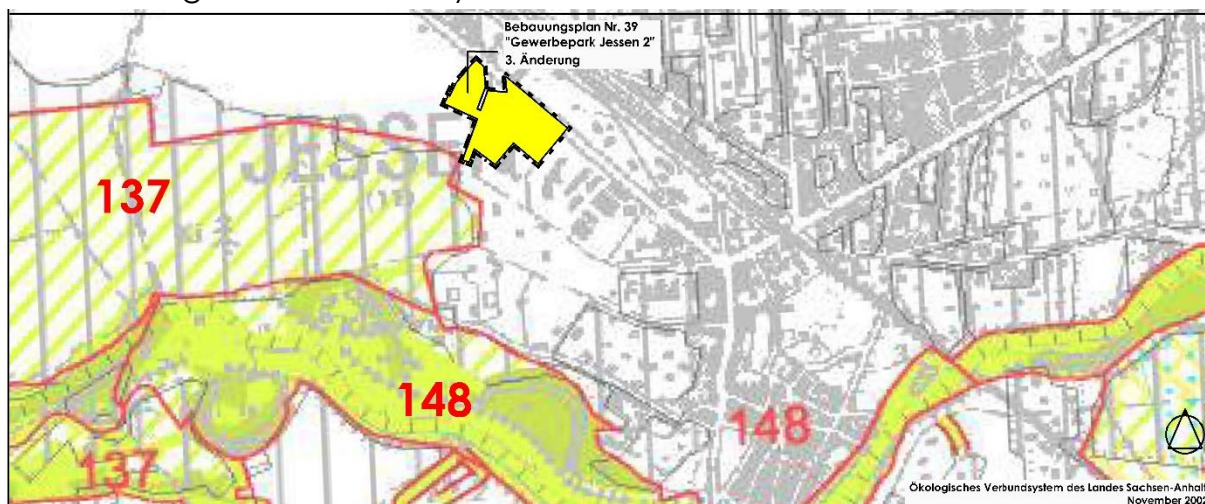 Bebauungsplan Nr. 39
"Gewerbepark Jessen 2"
3. Änderung
JESSEN
137
148
148
137
Ökologisches Verbundsystem des Landes Sachsen-Anhalt
November 2002